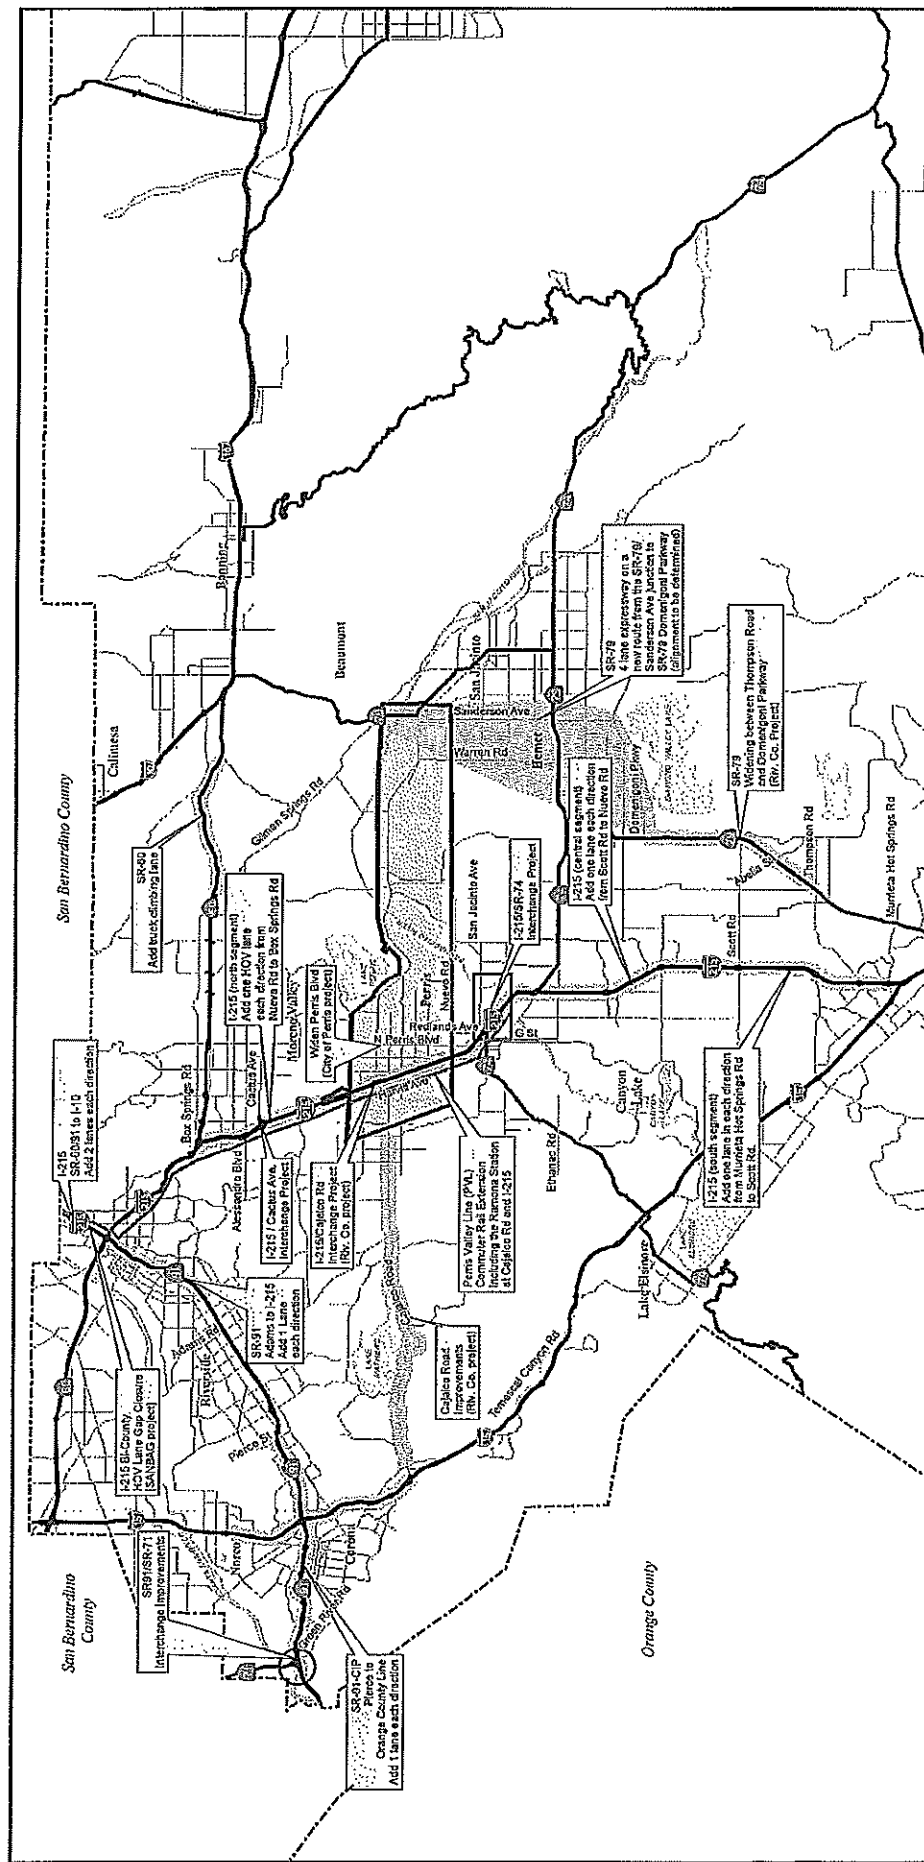 San Bernardino
County
San Bernardino County
Orange County
SR91/SR-71
Interchange Improvements
I-215 Bi-County
HOV Lane Gap Closure
(SANBAG project)
I-215
SR-60/91 to I-10
Add 2 lanes each direction
SR-60
Add truck climbing lane
I-215 (north segment)
Add one HOV lane
each direction from
Nuevo Rd to Box Springs Rd
Widen Perris Blvd
(City of Perris project)
SR-91
Adams to I-215
Add 1 Lane
each direction
I-215 / Cactus Ave.
Interchange Project
I-215/Cajalco Rd
Interchange Project
(Riv. Co. project)
SR-91-CIP
Pierce to
Orange County Line
Add 1 lane each direction
Cajalco Road
Improvements
(Riv. Co. project)
Perris Valley Line (PVL)
Commuter Rail Extension
Including the Ramona Station
at Cajalco Rd and I-215
I-215/SR-74
Interchange Project
I-215 (central segment)
Add one lane each direction
from Scott Rd to Nuevo Rd
SR-79
4 lane expressway on a
new route from the SR-79/
Sanderson Ave junction to
SR-79 Domenigoni Parkway
(alignment to be determined)
SR-79
Widening between Thompson Road
and Domenigoni Parkway
(Riv. Co. Project)
I-215 (south segment)
Add one lane in each direction
from Murrieta Hot Springs Rd
to Scott Rd.
Calimesa
Banning
Beaumont
Moreno Valley
Riverside
Norco
Corona
Perris
San Jacinto
Hemet
Canyon
Lake
Lake Elsinore
Box Springs Rd
Cactus Ave
Alessandro Blvd
Adams Rd
Pierce St
Green River Rd
Gilman Springs Rd
Sanderson Ave
Warren Rd
San Jacinto Ave
Nuevo Rd
Redlands Ave
N Perris Blvd
Harvill Ave
G St
Cajalco Road
Temescal Canyon Rd
Ethanac Rd
Domenigoni Pkwy
Scott Rd
Abelia St
Thompson Rd
Murrieta Hot Springs Rd
LAKE PERRIS
LAKE MATHEWS
LAKE ELSINORE
CANYON LAKE